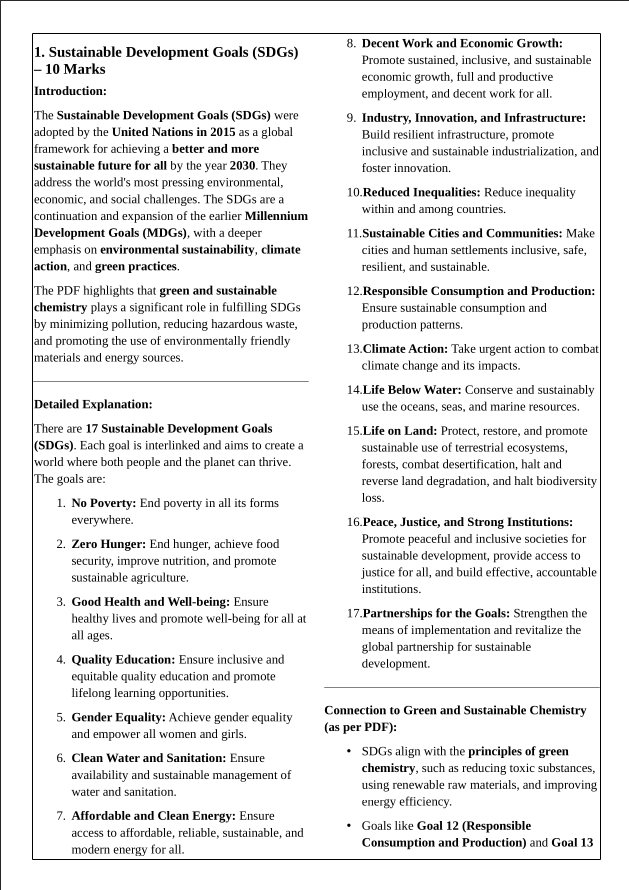 1. Sustainable Development Goals (SDGs)
– 10 Marks
Introduction:
The Sustainable Development Goals (SDGs) were
adopted by the United Nations in 2015 as a global
framework for achieving a better and more
sustainable future for all by the year 2030. They
address the world's most pressing environmental,
economic, and social challenges. The SDGs are a
continuation and expansion of the earlier Millennium
Development Goals (MDGs), with a deeper
emphasis on environmental sustainability, climate
action, and green practices.
The PDF highlights that green and sustainable
chemistry plays a significant role in fulfilling SDGs
by minimizing pollution, reducing hazardous waste,
and promoting the use of environmentally friendly
materials and energy sources.
Detailed Explanation:
There are 17 Sustainable Development Goals
(SDGs). Each goal is interlinked and aims to create a
world where both people and the planet can thrive.
The goals are:
1. No Poverty: End poverty in all its forms
everywhere.
2. Zero Hunger: End hunger, achieve food
security, improve nutrition, and promote
sustainable agriculture.
3. Good Health and Well-being: Ensure
healthy lives and promote well-being for all at
all ages.
4. Quality Education: Ensure inclusive and
equitable quality education and promote
lifelong learning opportunities.
5. Gender Equality: Achieve gender equality
and empower all women and girls.
6. Clean Water and Sanitation: Ensure
availability and sustainable management of
water and sanitation.
7. Affordable and Clean Energy: Ensure
access to affordable, reliable, sustainable, and
modern energy for all.
8. Decent Work and Economic Growth:
Promote sustained, inclusive, and sustainable
economic growth, full and productive
employment, and decent work for all.
9. Industry, Innovation, and Infrastructure:
Build resilient infrastructure, promote
inclusive and sustainable industrialization, and
foster innovation.
10.Reduced Inequalities: Reduce inequality
within and among countries.
11.Sustainable Cities and Communities: Make
cities and human settlements inclusive, safe,
resilient, and sustainable.
12.Responsible Consumption and Production:
Ensure sustainable consumption and
production patterns.
13.Climate Action: Take urgent action to combat
climate change and its impacts.
14.Life Below Water: Conserve and sustainably
use the oceans, seas, and marine resources.
15.Life on Land: Protect, restore, and promote
sustainable use of terrestrial ecosystems,
forests, combat desertification, halt and
reverse land degradation, and halt biodiversity
loss.
16.Peace, Justice, and Strong Institutions:
Promote peaceful and inclusive societies for
sustainable development, provide access to
justice for all, and build effective, accountable
institutions.
17.Partnerships for the Goals: Strengthen the
means of implementation and revitalize the
global partnership for sustainable
development.
Connection to Green and Sustainable Chemistry
(as per PDF):
• SDGs align with the principles of green
chemistry, such as reducing toxic substances,
using renewable raw materials, and improving
energy efficiency.
• Goals like Goal 12 (Responsible
Consumption and Production) and Goal 13